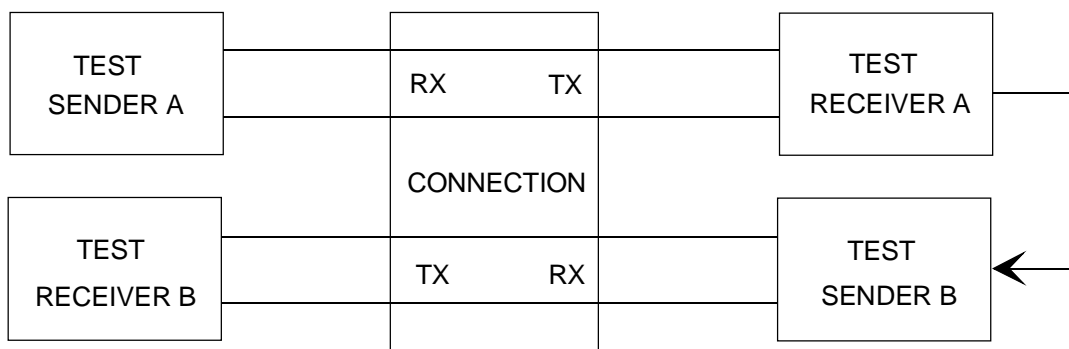 TEST
SENDER A
RX TX
TEST
RECEIVER A
CONNECTION
TEST
RECEIVER B
TX RX
TEST
SENDER B